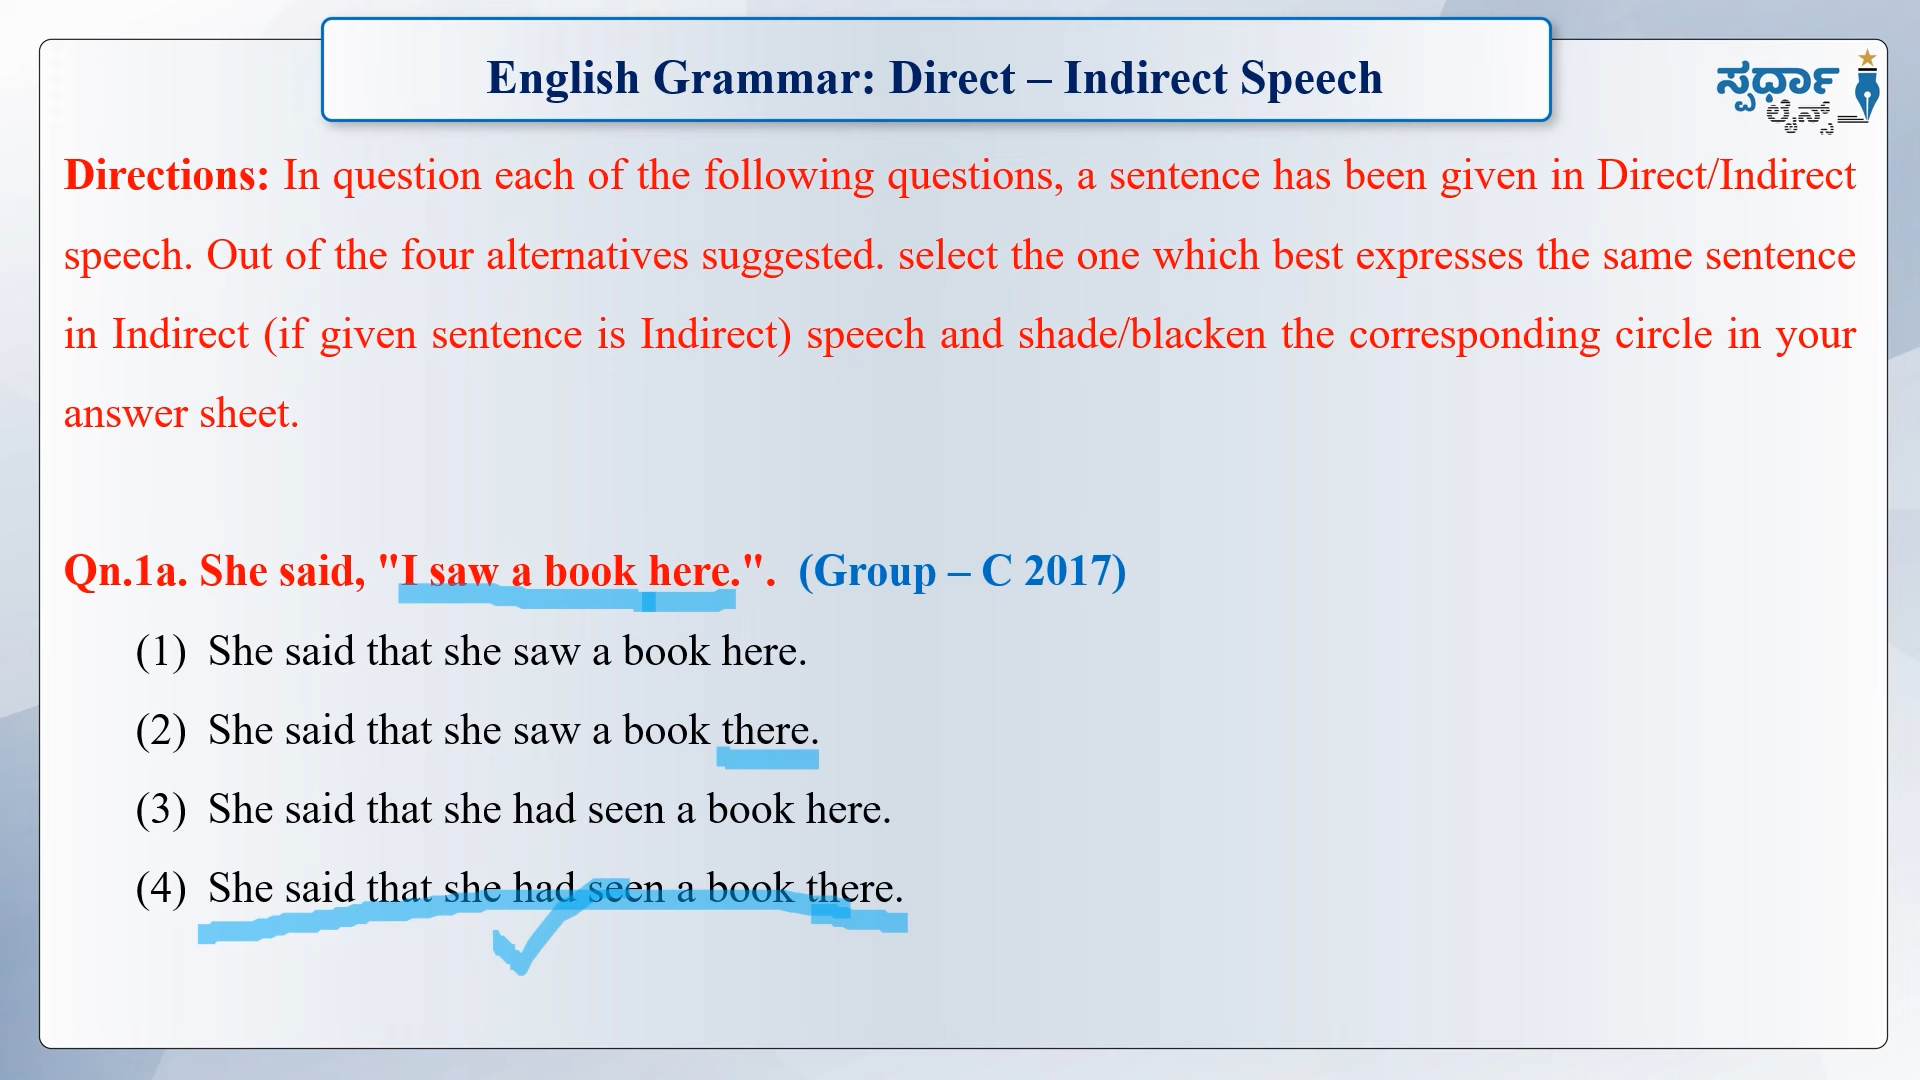 English Grammar: Direct – Indirect Speech
ಸ್ಪರ್ಧಾ
ಲೈನ್ಸ್
Directions: In question each of the following questions, a sentence has been given in Direct/Indirect
speech. Out of the four alternatives suggested. select the one which best expresses the same sentence
in Indirect (if given sentence is Indirect) speech and shade/blacken the corresponding circle in your
answer sheet.
Qn.1a. She said, "I saw a book here.". (Group – C 2017)
(1) She said that she saw a book here.
(2) She said that she saw a book there.
(3) She said that she had seen a book here.
(4) She said that she had seen a book there.